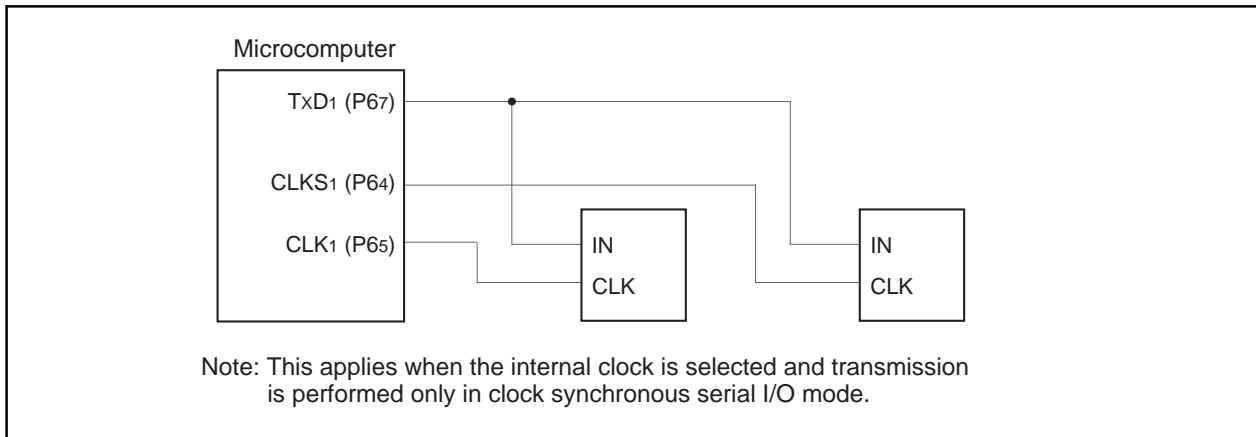 Microcomputer
TxD1 (P67)
CLKS1 (P64)
CLK1 (P65)
IN
CLK
IN
CLK
Note: This applies when the internal clock is selected and transmission
is performed only in clock synchronous serial I/O mode.